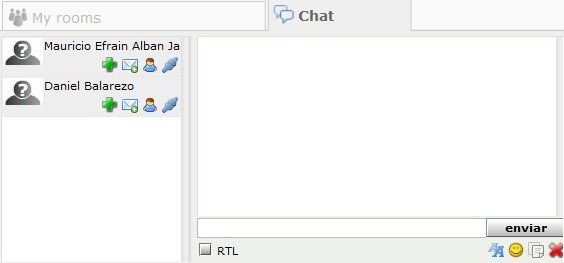 My rooms
Chat
Mauricio Efrain Alban Ja
Daniel Balarezo
enviar
RTL